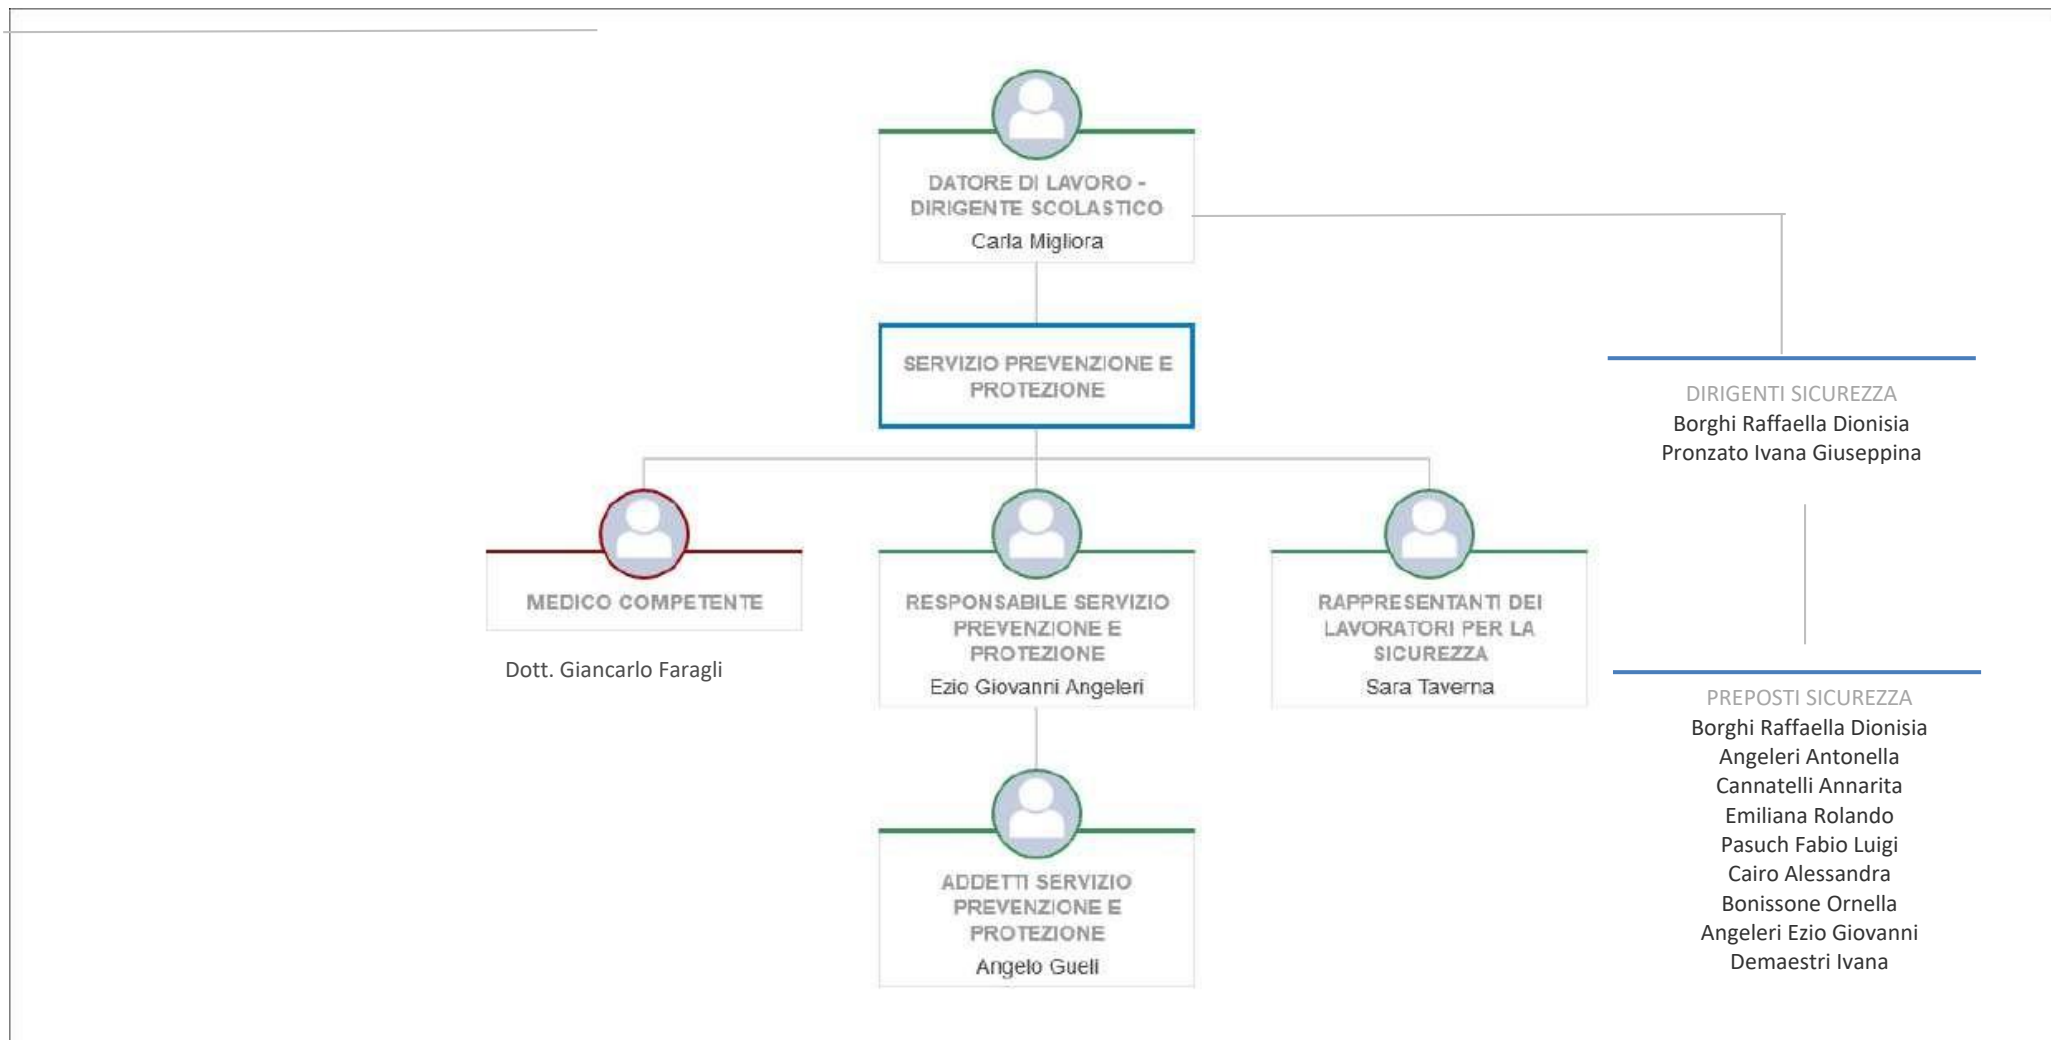 DATORE DI LAVORO -
DIRIGENTE SCOLASTICO
Carla Migliora
SERVIZIO PREVENZIONE E
PROTEZIONE
DIRIGENTI SICUREZZA
Borghi Raffaella Dionisia
Pronzato Ivana Giuseppina
MEDICO COMPETENTE
Dott. Giancarlo Faragli
RESPONSABILE SERVIZIO
PREVENZIONE E
PROTEZIONE
Ezio Giovanni Angeleri
RAPPRESENTANTI DEI
LAVORATORI PER LA
SICUREZZA
Sara Taverna
ADDETTI SERVIZIO
PREVENZIONE E
PROTEZIONE
Angelo Gueli
PREPOSTI SICUREZZA
Borghi Raffaella Dionisia
Angeleri Antonella
Cannatelli Annarita
Emiliana Rolando
Pasuch Fabio Luigi
Cairo Alessandra
Bonissone Ornella
Angeleri Ezio Giovanni
Demaestri Ivana